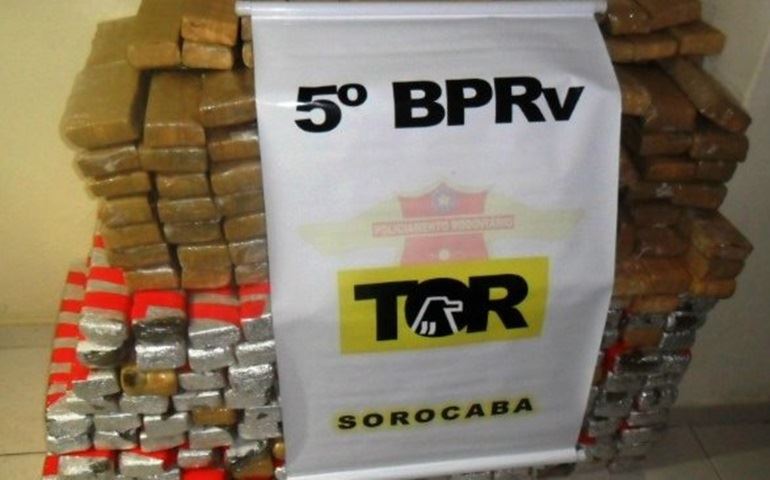 5º BPRv
POLICIAMENTO RODOVIÁRIO
TOR
SOROCABA